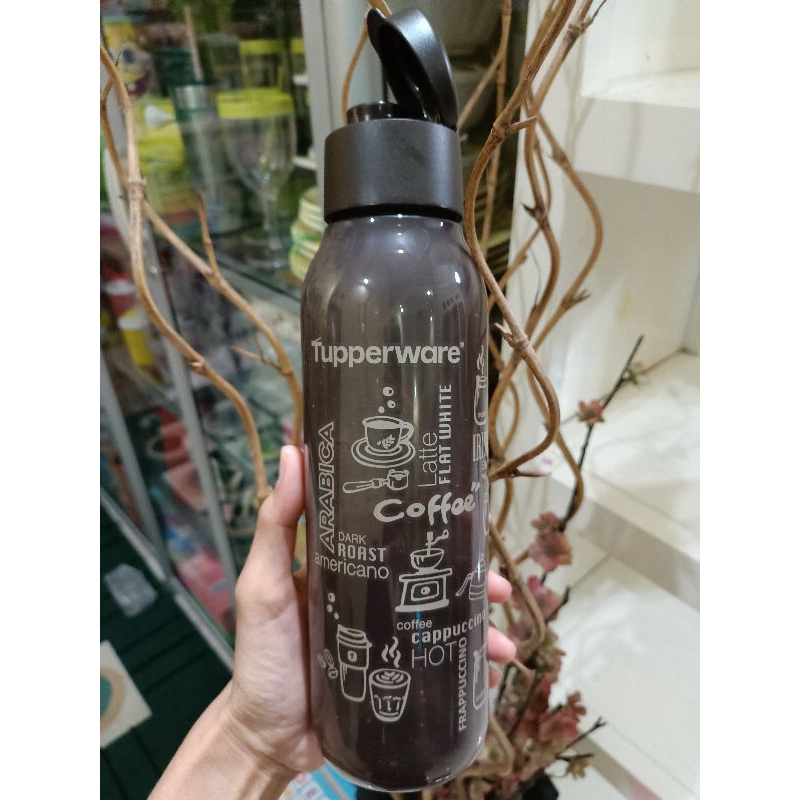 Tupperware®
ARABICA
Latte
FLAT WHITE
Coffee
DARK
ROAST
americano
coffee
cappuccino
HOT
FRAPPUCCINO